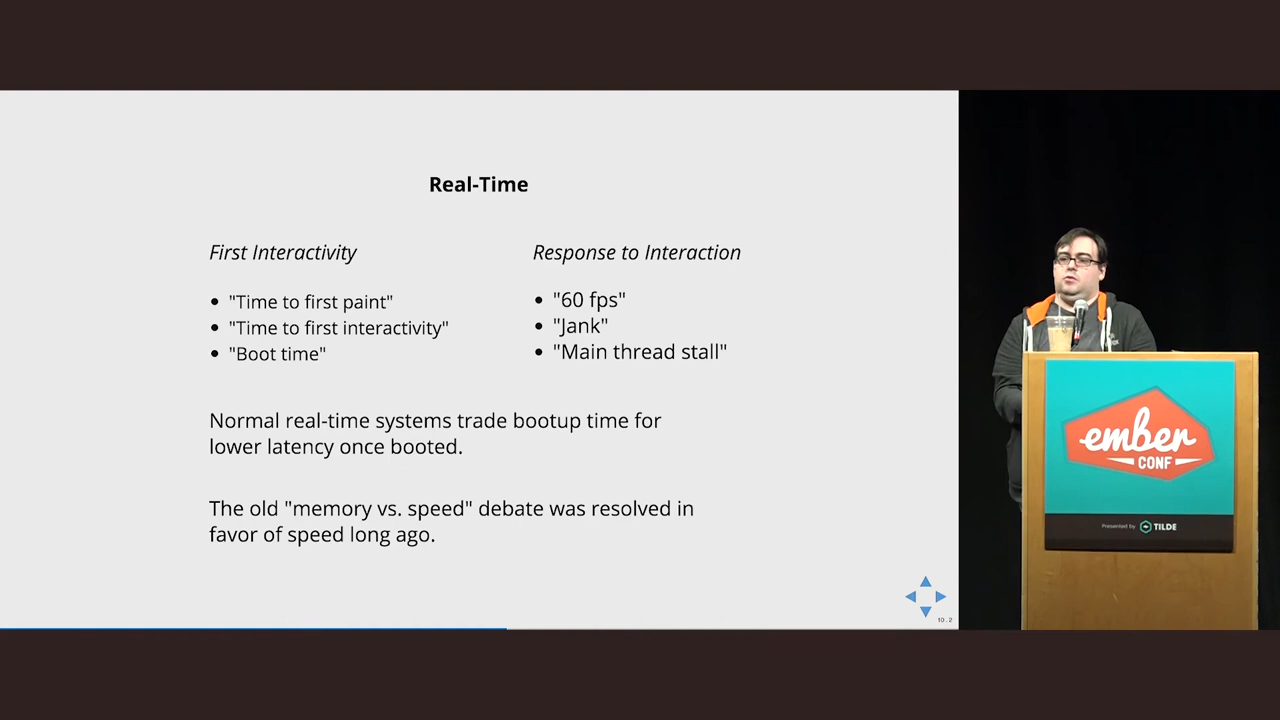 Real-Time
First Interactivity
"Time to first paint"
"Time to first interactivity"
"Boot time"
Response to Interaction
"60 fps"
"Jank"
"Main thread stall"
Normal real-time systems trade bootup time for
lower latency once booted.
The old "memory vs. speed" debate was resolved in
favor of speed long ago.
10.2
ember
CONF
Presented by TILDE